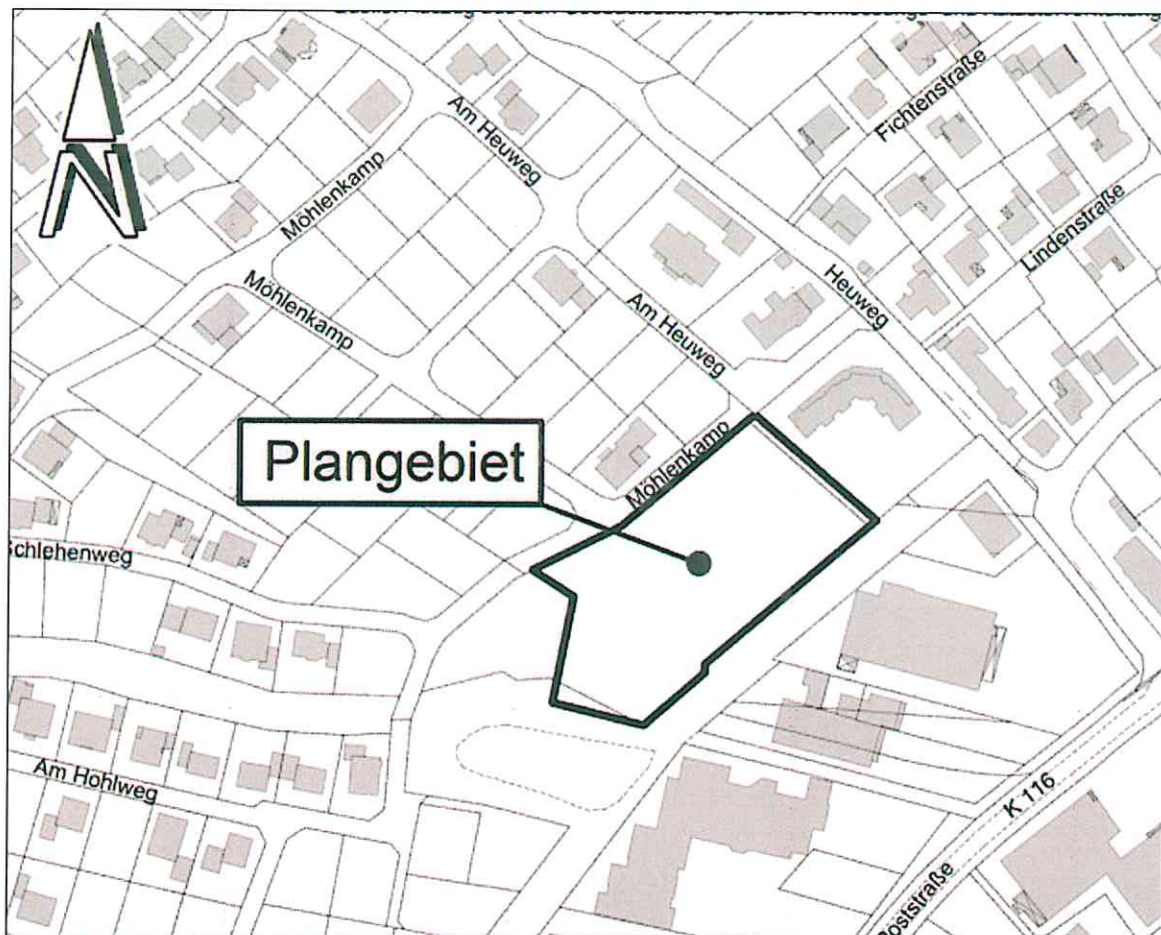 Fichtenstraße
Am Heuweg
Möhlenkamp
Lindenstraße
N
Möhlenkamp
Heuweg
Am Heuweg
Plangebiet
Möhlenkamp
Schlehenweg
Am Hohlweg
K 116
Poststraße